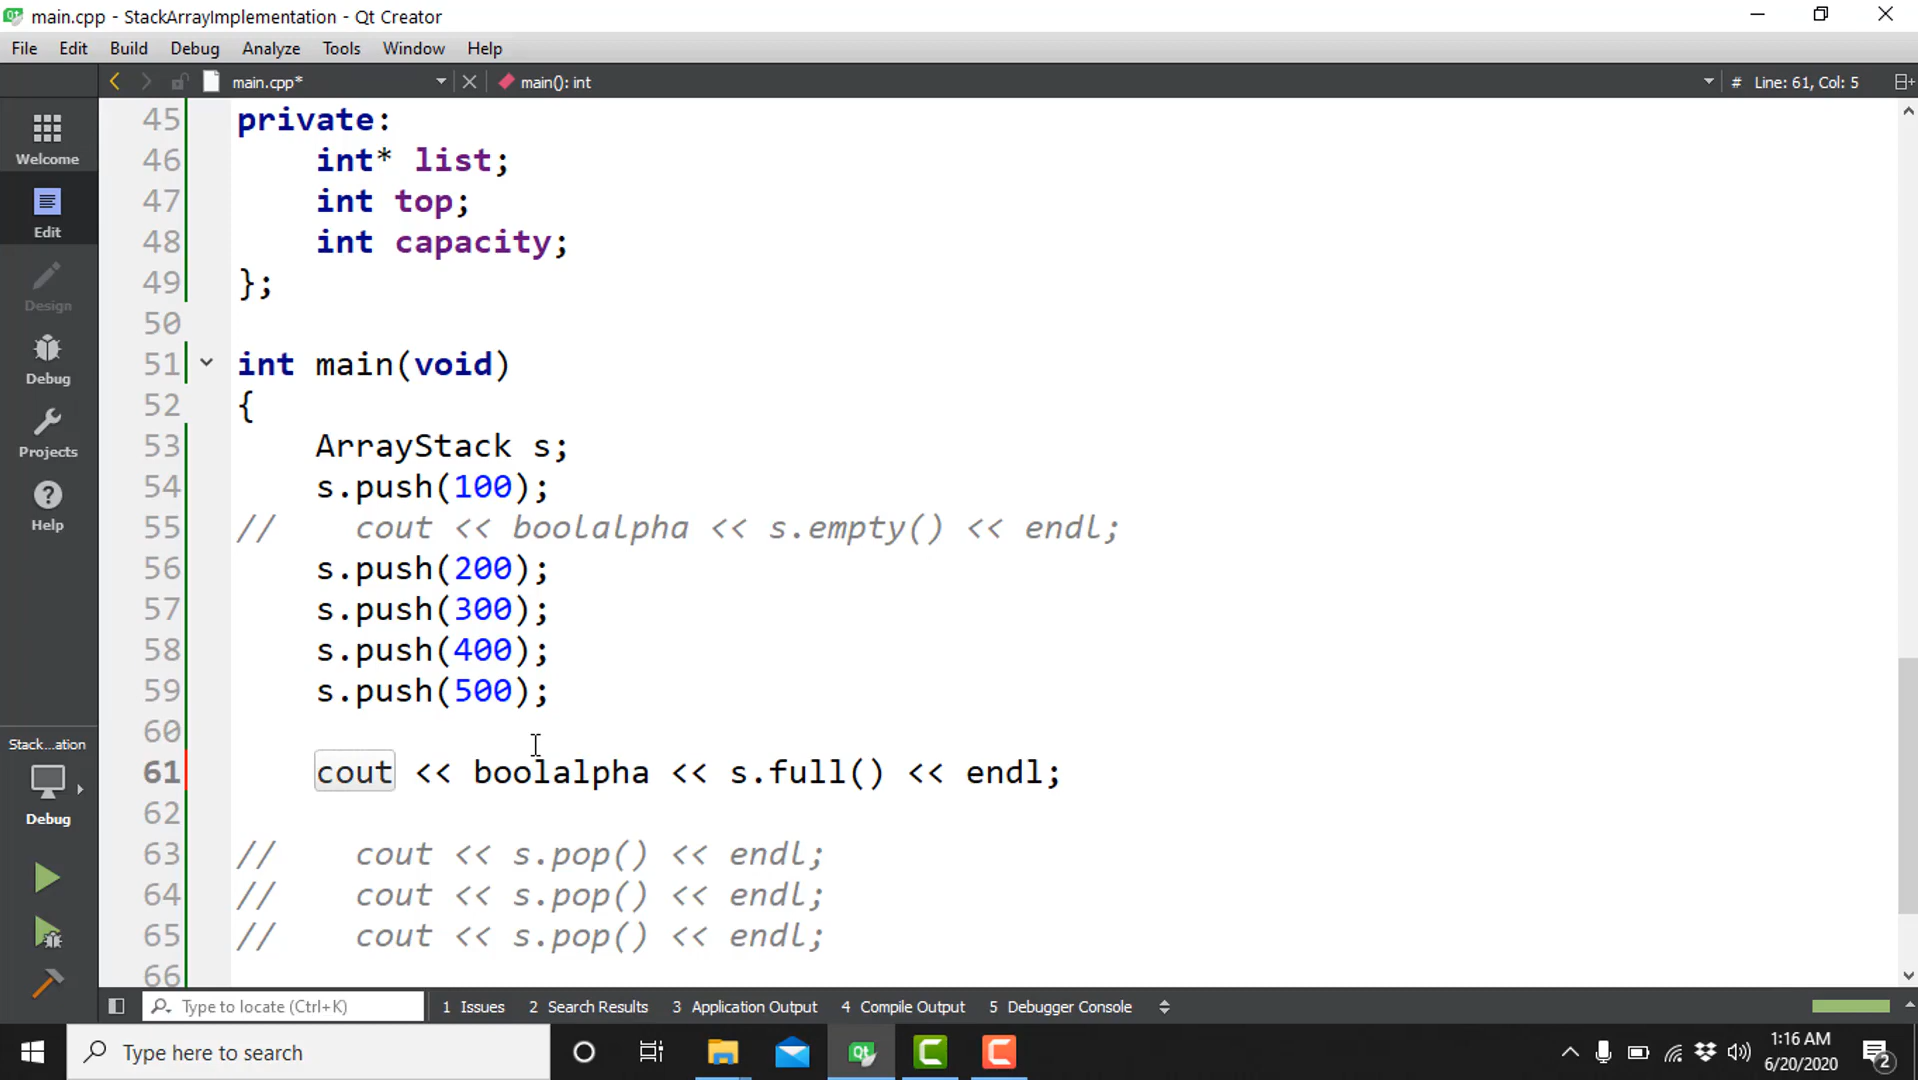 main.cpp - StackArrayImplementation - Qt Creator
File Edit Build Debug Analyze Tools Window Help
main.cpp* main(): int # Line: 61, Col: 5
Welcome
Edit
Design
Debug
Projects
Help
Stack...ation
Debug
45 private:
46 int* list;
47 int top;
48 int capacity;
49 };
50
51 int main(void)
52 {
53 ArrayStack s;
54 s.push(100);
55 // cout << boolalpha << s.empty() << endl;
56 s.push(200);
57 s.push(300);
58 s.push(400);
59 s.push(500);
60
61 cout << boolalpha << s.full() << endl;
62
63 // cout << s.pop() << endl;
64 // cout << s.pop() << endl;
65 // cout << s.pop() << endl;
66
Type to locate (Ctrl+K) 1 Issues 2 Search Results 3 Application Output 4 Compile Output 5 Debugger Console
Type here to search
1:16 AM
6/20/2020
2